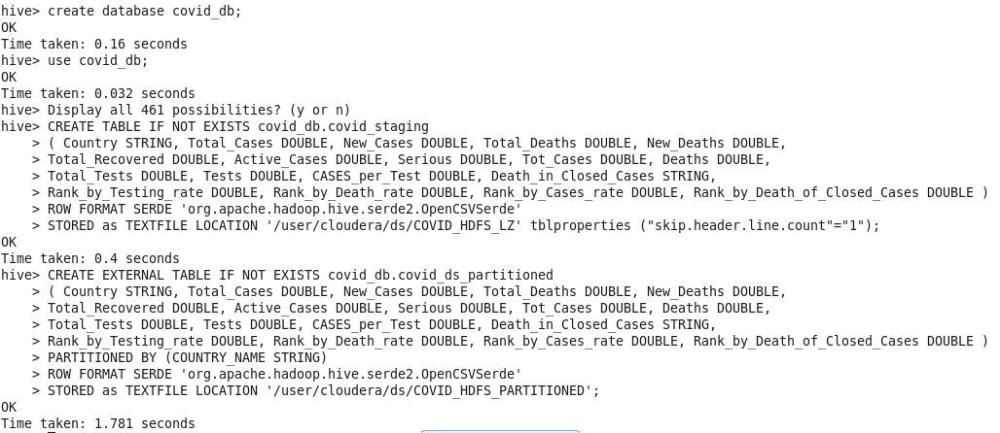 hive> create database covid_db;
OK
Time taken: 0.16 seconds
hive> use covid_db;
OK
Time taken: 0.032 seconds
hive> Display all 461 possibilities? (y or n)
hive> CREATE TABLE IF NOT EXISTS covid_db.covid_staging
    > ( Country STRING, Total_Cases DOUBLE, New_Cases DOUBLE, Total_Deaths DOUBLE, New_Deaths DOUBLE,
    > Total_Recovered DOUBLE, Active_Cases DOUBLE, Serious DOUBLE, Tot_Cases DOUBLE, Deaths DOUBLE,
    > Total_Tests DOUBLE, Tests DOUBLE, CASES_per_Test DOUBLE, Death_in_Closed_Cases STRING,
    > Rank_by_Testing_rate DOUBLE, Rank_by_Death_rate DOUBLE, Rank_by_Cases_rate DOUBLE, Rank_by_Death_of_Closed_Cases DOUBLE )
    > ROW FORMAT SERDE 'org.apache.hadoop.hive.serde2.OpenCSVSerde'
    > STORED as TEXTFILE LOCATION '/user/cloudera/ds/COVID_HDFS_LZ' tblproperties ("skip.header.line.count"="1");
OK
Time taken: 0.4 seconds
hive> CREATE EXTERNAL TABLE IF NOT EXISTS covid_db.covid_ds_partitioned
    > ( Country STRING, Total_Cases DOUBLE, New_Cases DOUBLE, Total_Deaths DOUBLE, New_Deaths DOUBLE,
    > Total_Recovered DOUBLE, Active_Cases DOUBLE, Serious DOUBLE, Tot_Cases DOUBLE, Deaths DOUBLE,
    > Total_Tests DOUBLE, Tests DOUBLE, CASES_per_Test DOUBLE, Death_in_Closed_Cases STRING,
    > Rank_by_Testing_rate DOUBLE, Rank_by_Death_rate DOUBLE, Rank_by_Cases_rate DOUBLE, Rank_by_Death_of_Closed_Cases DOUBLE )
    > PARTITIONED BY (COUNTRY_NAME STRING)
    > ROW FORMAT SERDE 'org.apache.hadoop.hive.serde2.OpenCSVSerde'
    > STORED as TEXTFILE LOCATION '/user/cloudera/ds/COVID_HDFS_PARTITIONED';
OK
Time taken: 1.781 seconds